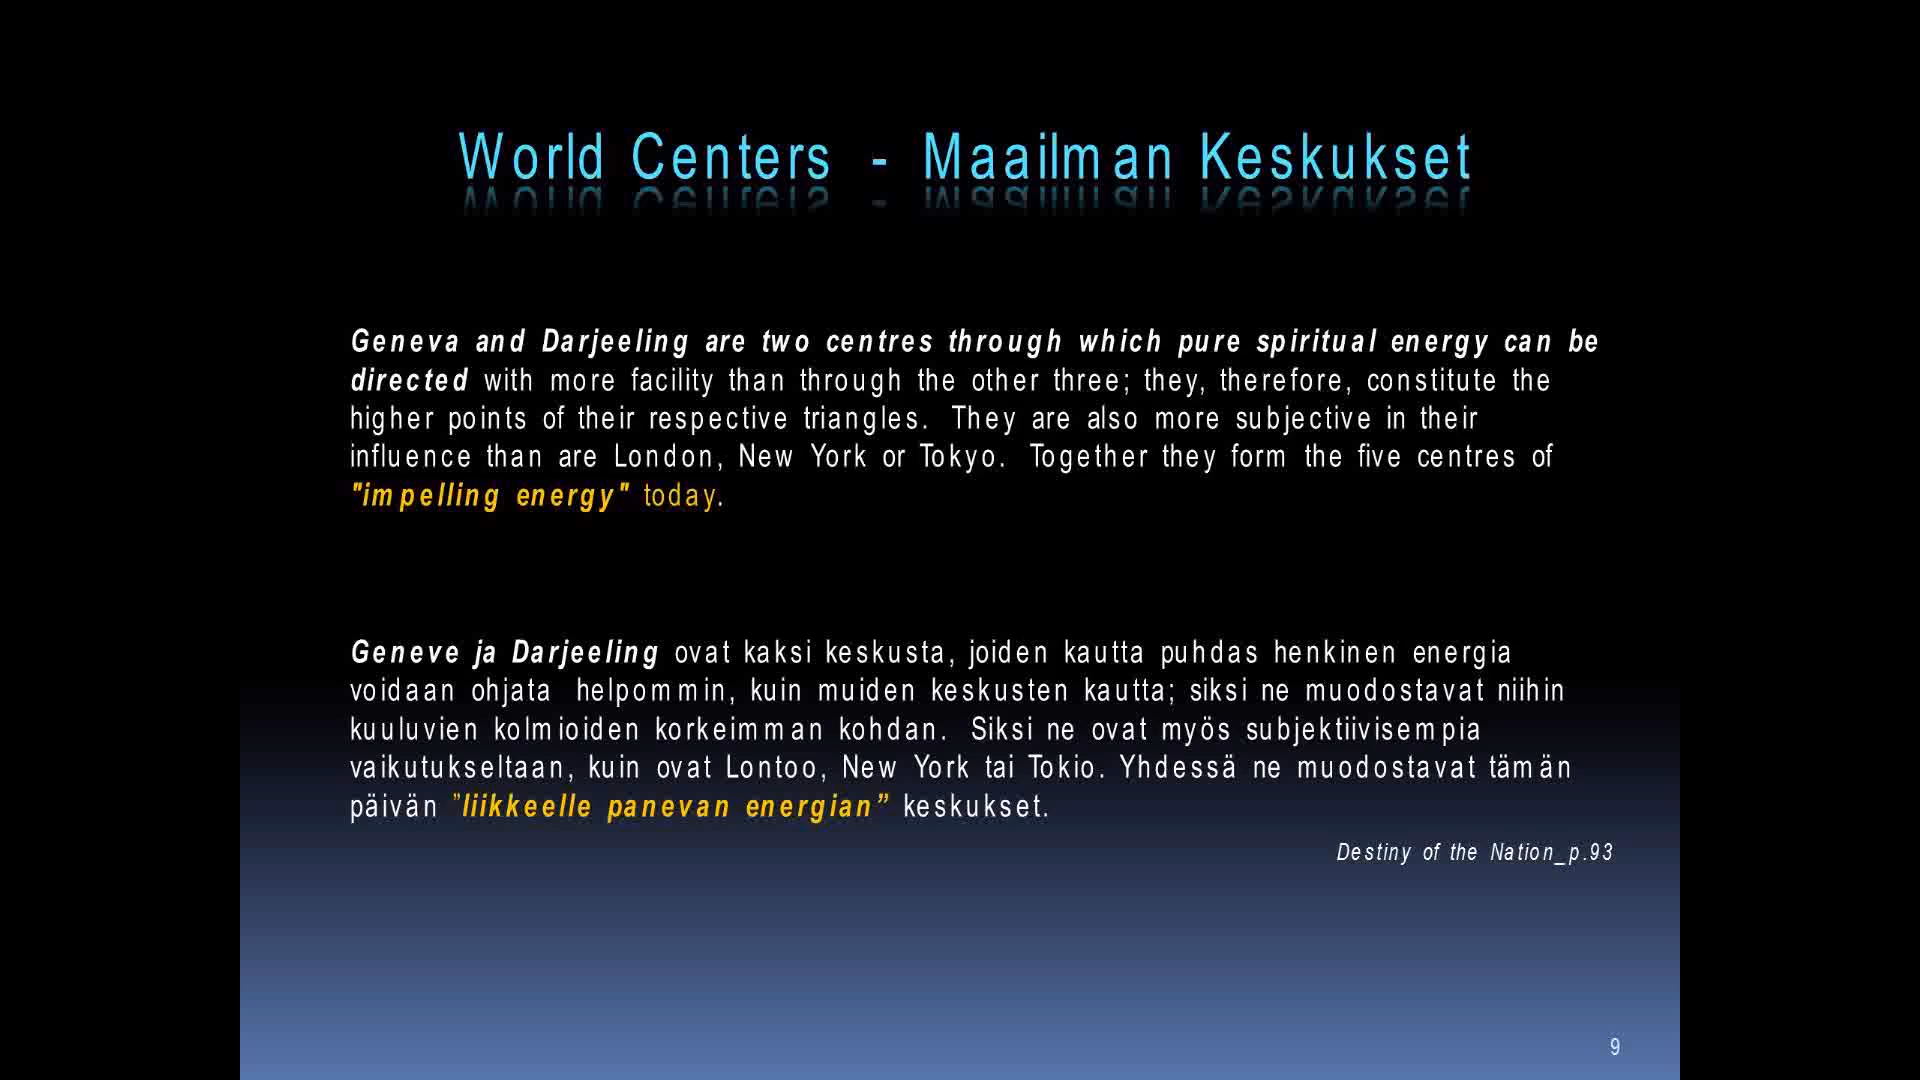 World Centers - Maailman Keskukset
Geneva and Darjeeling are two centres through which pure spiritual energy can be
directed with more facility than through the other three; they, therefore, constitute the
higher points of their respective triangles. They are also more subjective in their
influence than are London, New York or Tokyo. Together they form the five centres of
"impelling energy" today.
Geneve ja Darjeeling ovat kaksi keskusta, joiden kautta puhdas henkinen energia
voidaan ohjata helpommin, kuin muiden keskusten kautta; siksi ne muodostavat niihin
kuuluvien kolmioiden korkeimman kohdan. Siksi ne ovat myös subjektiivisempia
vaikutukseltaan, kuin ovat Lontoo, New York tai Tokio. Yhdessä ne muodostavat tämän
päivän ”liikkeelle panevan energian” keskukset.
Destiny of the Nation_p.93
9